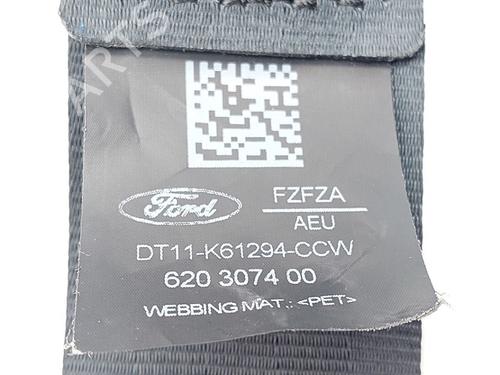 Ford
FZFZA
AEU
DT11-K61294-CCW
620 3074 00
WEBBING MAT.: <PET>